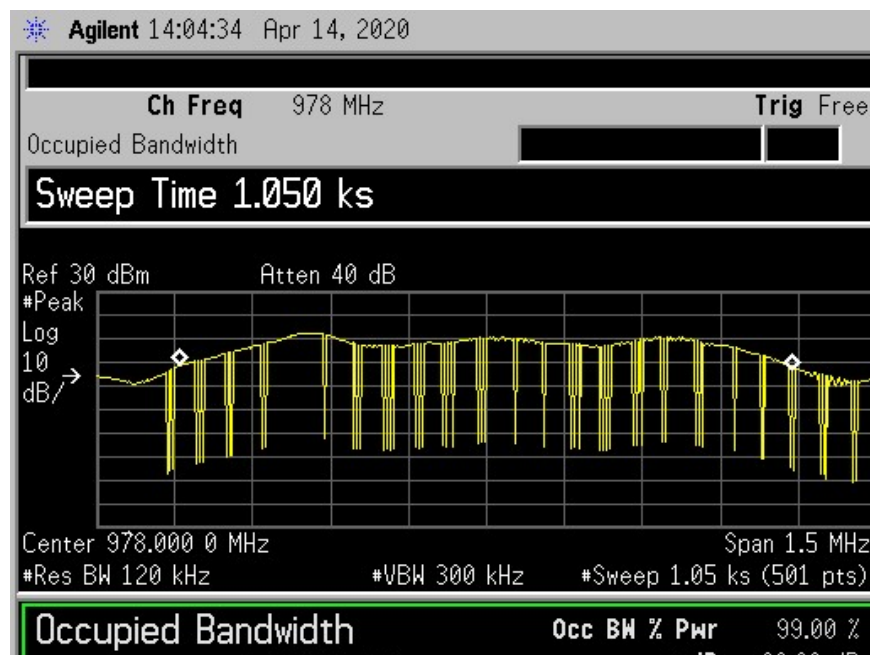 Agilent 14:04:34 Apr 14, 2020
Ch Freq 978 MHz Trig Free
Occupied Bandwidth
Sweep Time 1.050 ks
Ref 30 dBm Atten 40 dB
#Peak
Log
10
dB/
Center 978.000 0 MHz Span 1.5 MHz
#Res BW 120 kHz #VBW 300 kHz #Sweep 1.05 ks (501 pts)
Occupied Bandwidth Occ BW % Pwr 99.00 %